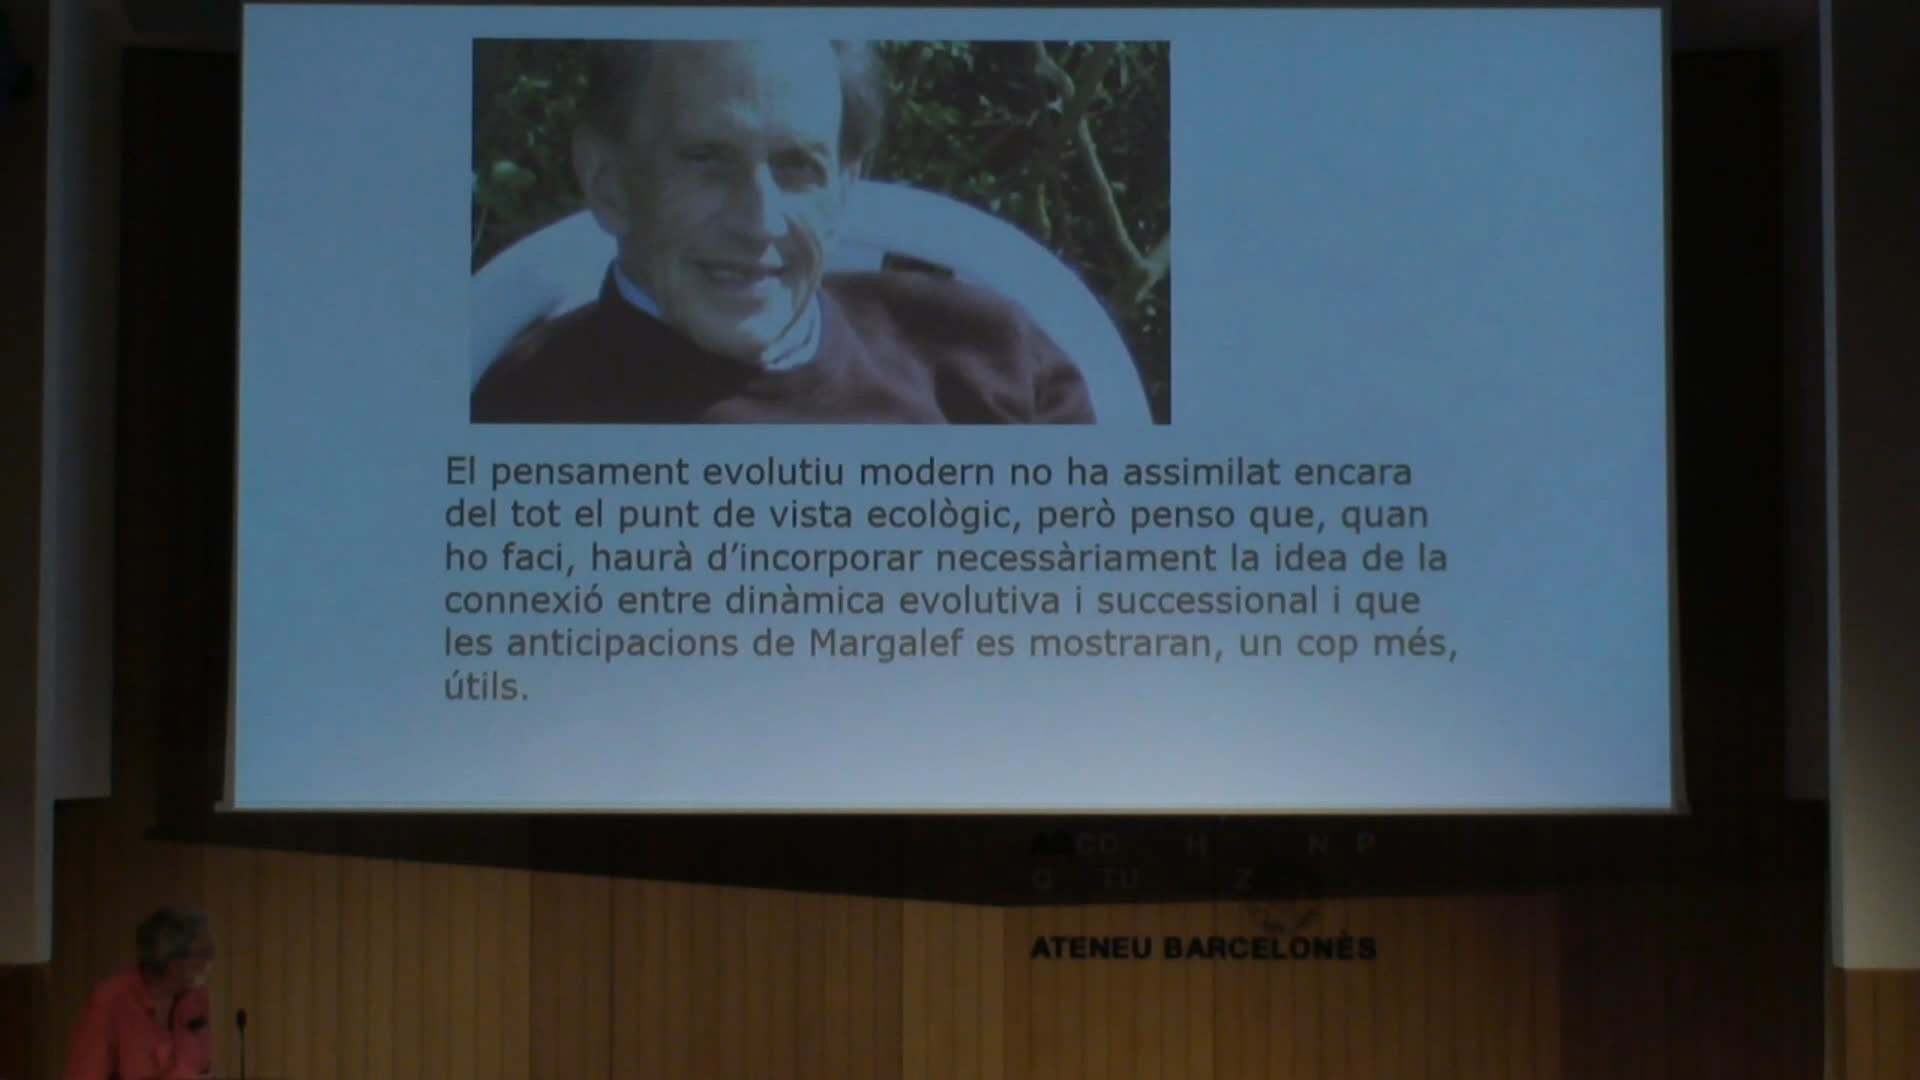 El pensament evolutiu modern no ha assimilat encara
del tot el punt de vista ecològic, però penso que, quan
ho faci, haurà d’incorporar necessàriament la idea de la
connexió entre dinàmica evolutiva i successional i que
les anticipacions de Margalef es mostraran, un cop més,
útils.
CD H N P
TU Z
ATENEU BARCELONÈS